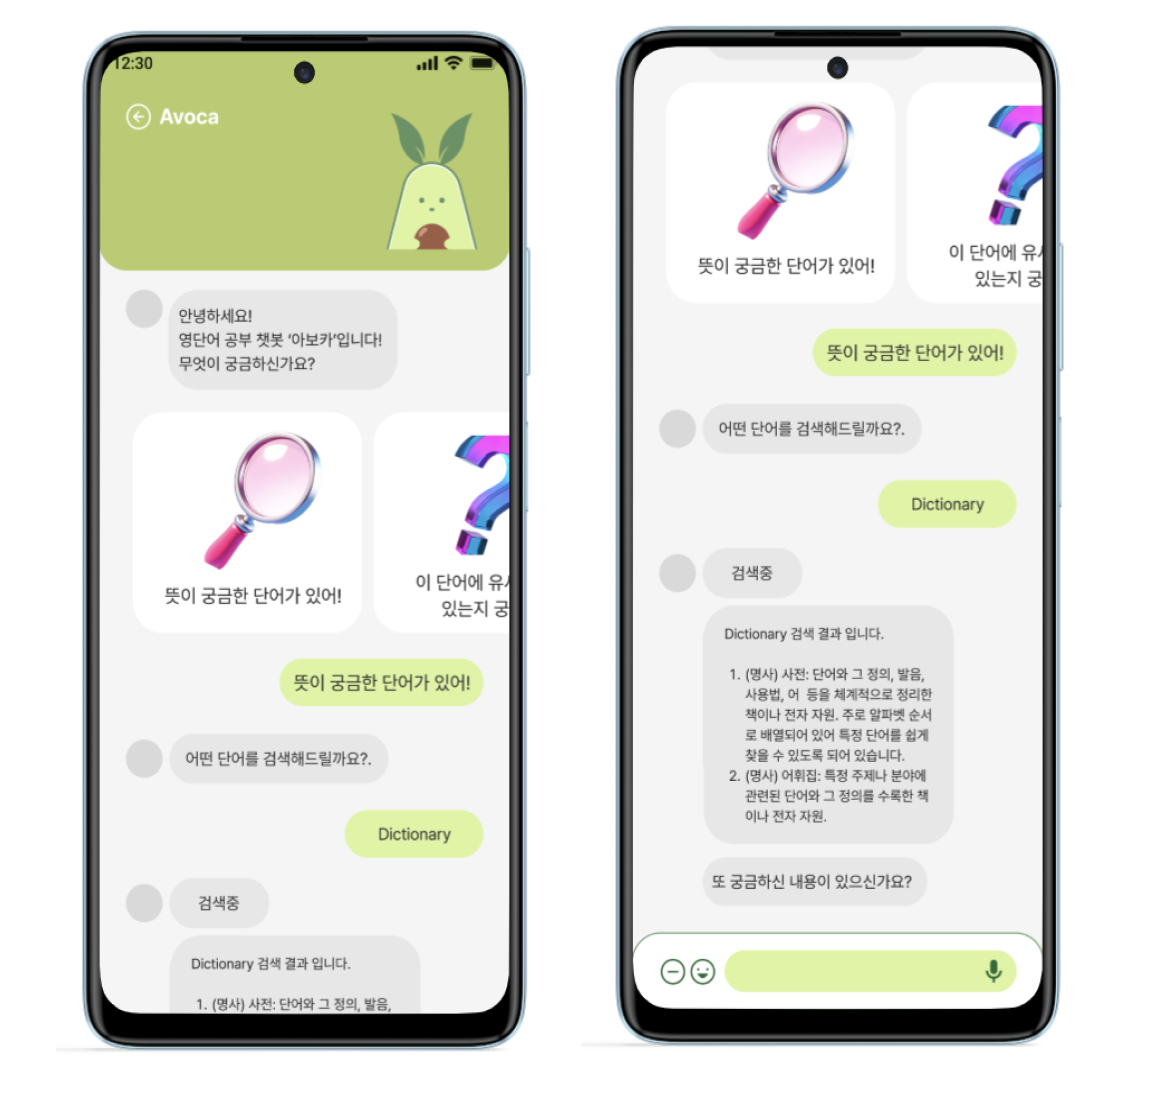 12:30
Avoca
안녕하세요!
영단어 공부 챗봇 ‘아보카’입니다!
무엇이 궁금하신가요?
뜻이 궁금한 단어가 있어!
이 단어에 유
있는지 궁
뜻이 궁금한 단어가 있어!
어떤 단어를 검색해드릴까요?.
Dictionary
검색중
Dictionary 검색 결과 입니다.
1. (명사) 사전: 단어와 그 정의, 발음,
뜻이 궁금한 단어가 있어!
이 단어에 유
있는지 궁
뜻이 궁금한 단어가 있어!
어떤 단어를 검색해드릴까요?.
Dictionary
검색중
Dictionary 검색 결과 입니다.
1. (명사) 사전: 단어와 그 정의, 발음,
사용법, 어  등을 체계적으로 정리한
책이나 전자 자원. 주로 알파벳 순서
로 배열되어 있어 특정 단어를 쉽게
찾을 수 있도록 되어 있습니다.
2. (명사) 어휘집: 특정 주제나 분야에
관련된 단어와 그 정의를 수록한 책
이나 전자 자원.
또 궁금하신 내용이 있으신가요?